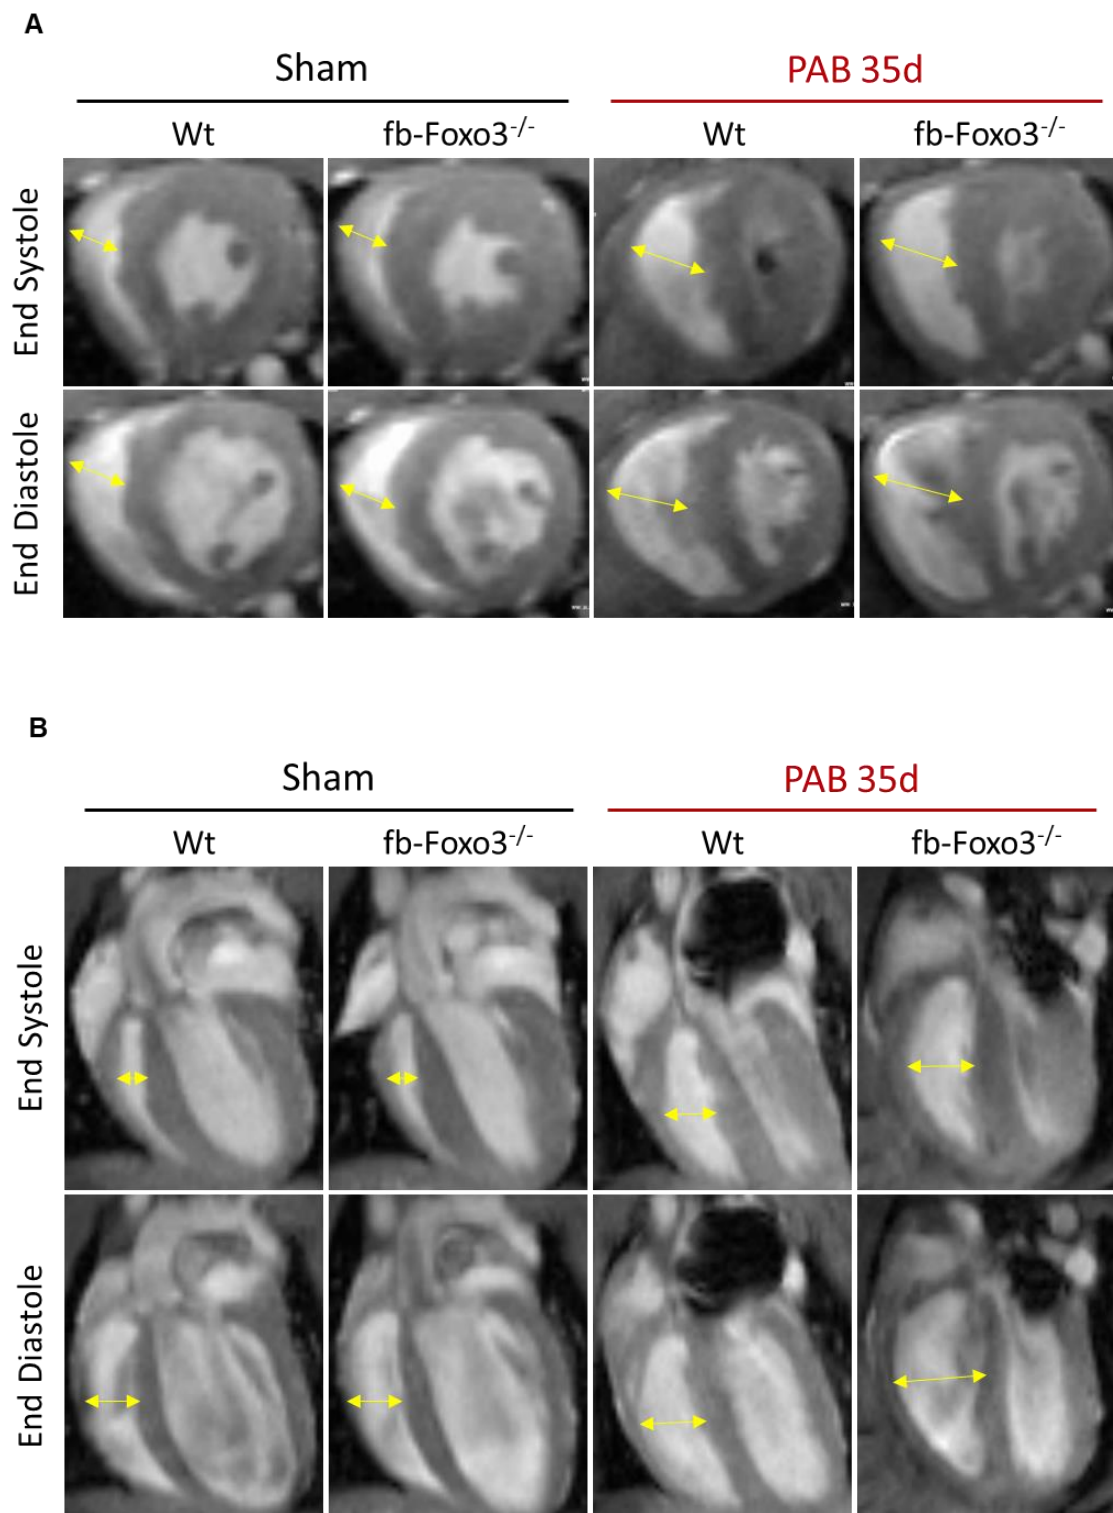 A
Sham PAB 35d
Wt fb-Foxo3-/- Wt fb-Foxo3-/-
End Systole
End Diastole
B
Sham PAB 35d
Wt fb-Foxo3-/- Wt fb-Foxo3-/-
End Systole
End Diastole